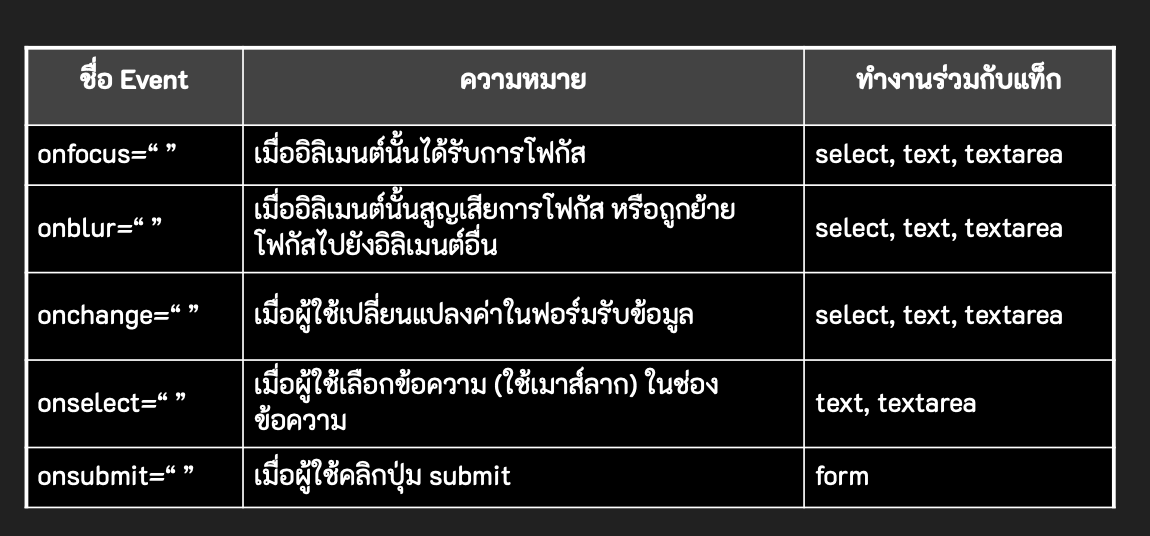 ชื่อ Event ความหมาย ทำงานร่วมกับแท็ก
onfocus=“ ” เมื่ออิลิเมนต์นั้นได้รับการโฟกัส select, text, textarea
onblur=“ ” เมื่ออิลิเมนต์นั้นสูญเสียการโฟกัส หรือถูกย้าย
โฟกัสไปยังอิลิเมนต์อื่น select, text, textarea
onchange=“ ” เมื่อผู้ใช้เปลี่ยนแปลงค่าในฟอร์มรับข้อมูล select, text, textarea
onselect=“ ” เมื่อผู้ใช้เลือกข้อความ (ใช้เมาส์ลาก) ในช่อง
ข้อความ text, textarea
onsubmit=“ ” เมื่อผู้ใช้คลิกปุ่ม submit form